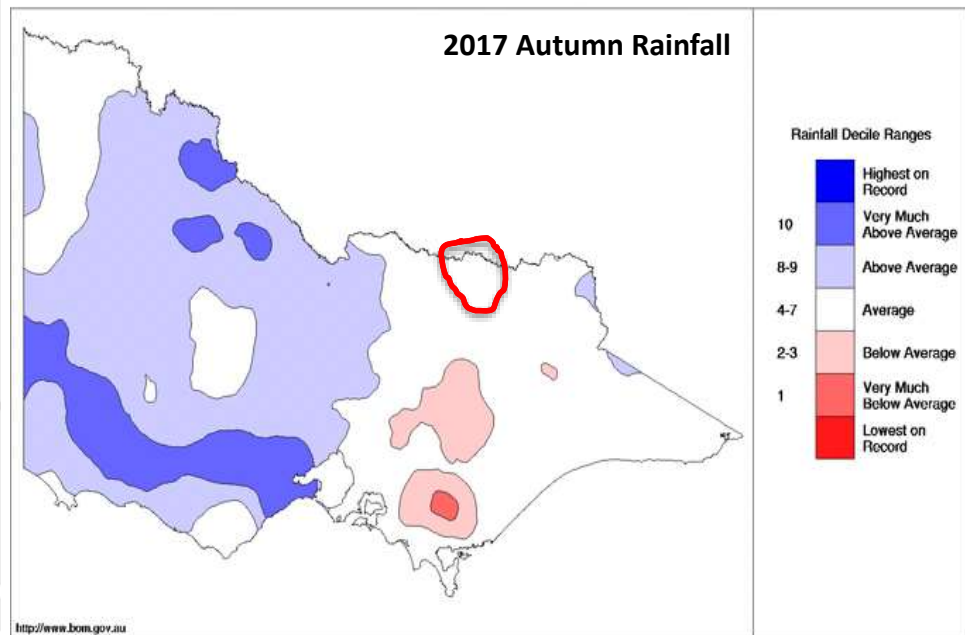 2017 Autumn Rainfall
Rainfall Decile Ranges
Highest on
Record
10
Very Much
Above Average
8-9
Above Average
4-7
Average
2-3
Below Average
1
Very Much
Below Average
Lowest on
Record
http://www.bom.gov.au